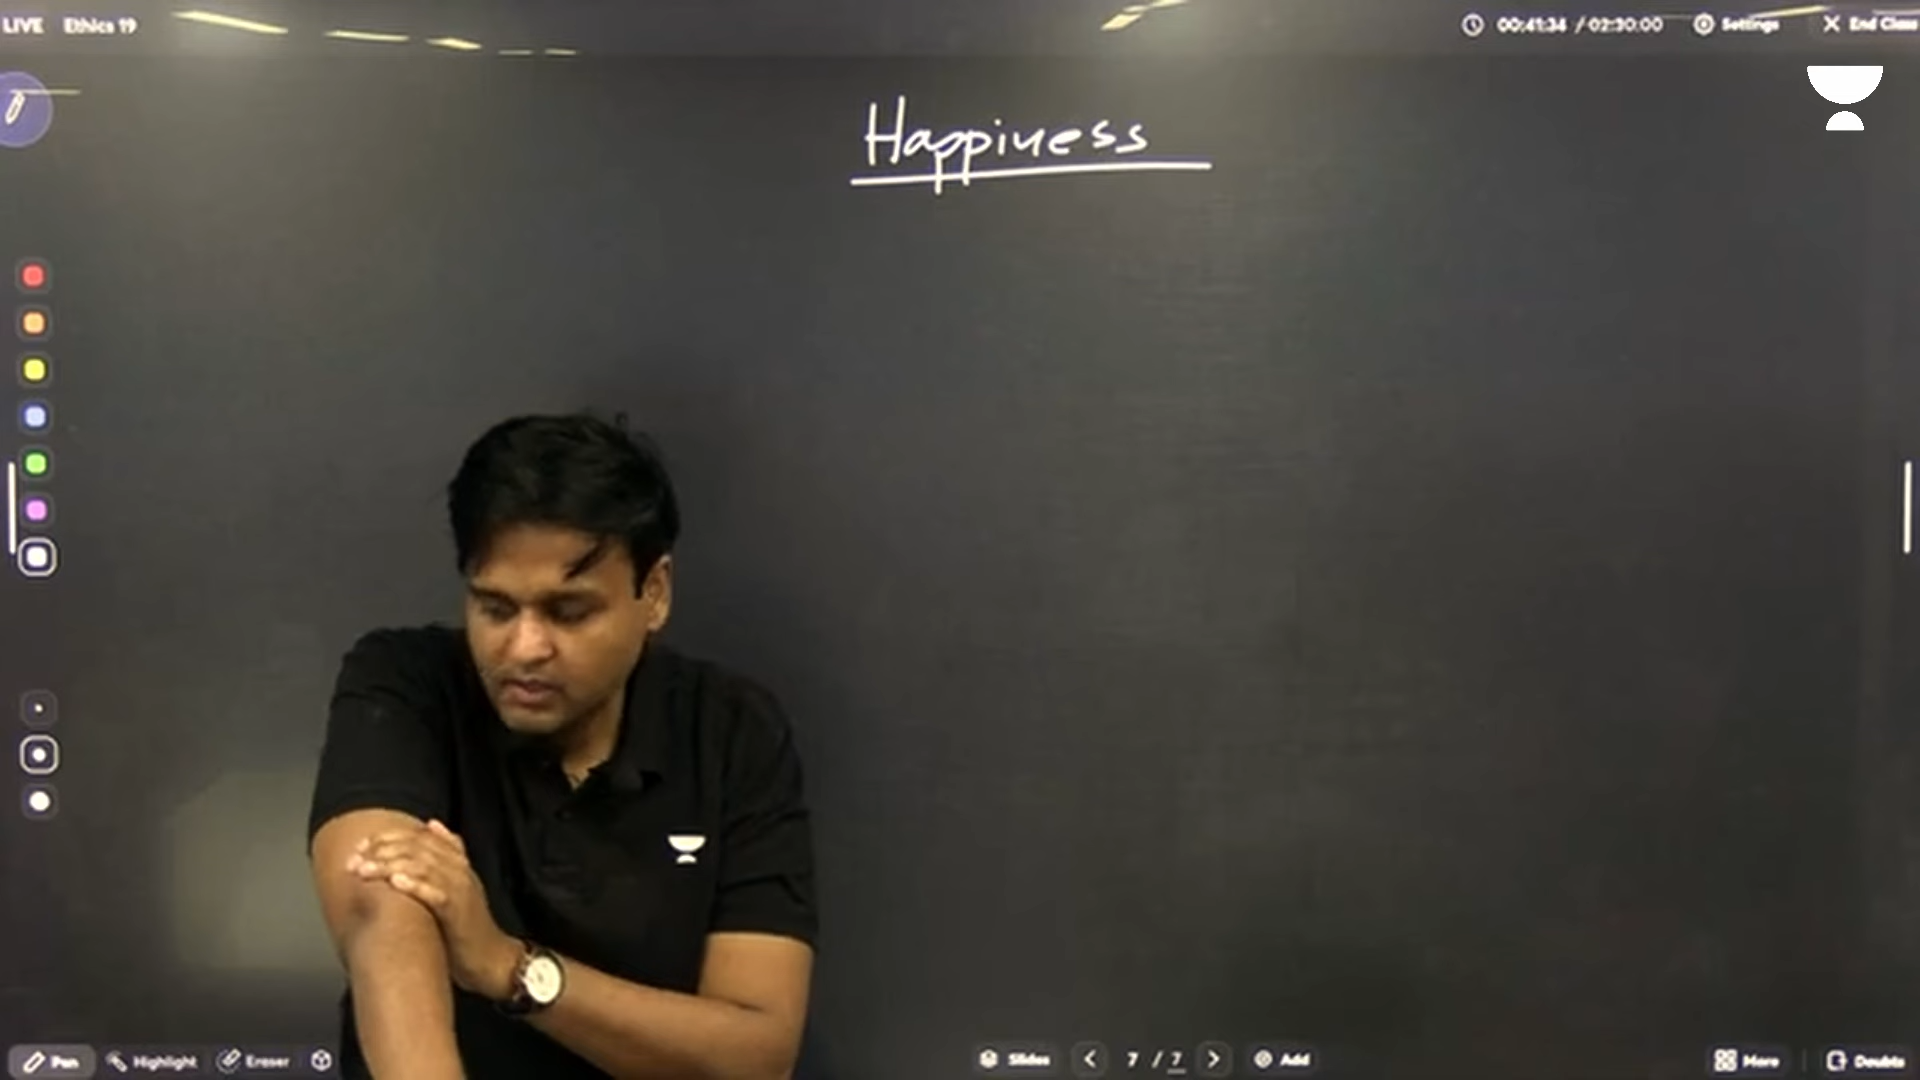 LIVE Ethics 19
00:41:34 / 02:30:00 Settings End Class
Happiness
Pen Highlight Eraser
Slides 7 / 7 Add
More Doubts